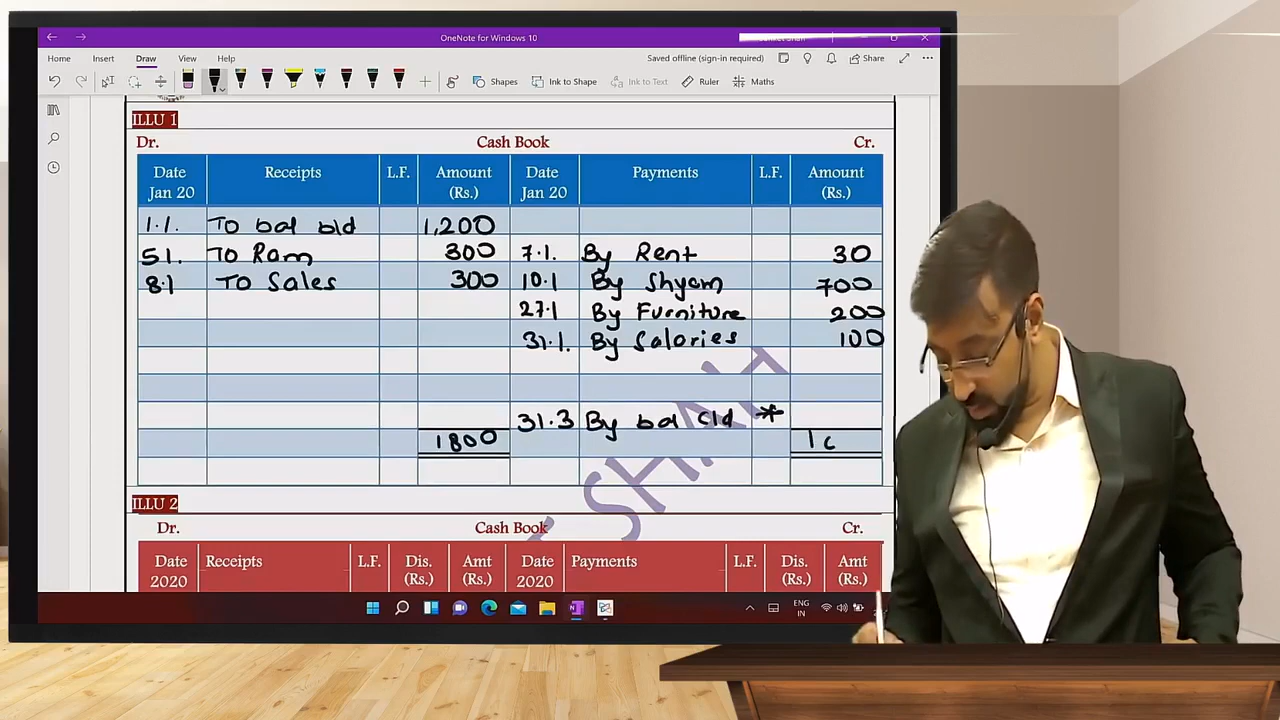 OneNote for Windows 10
Home Insert Draw View Help
Saved offline (sign-in required) Share
Shapes Ink to Shape Ink to Text Ruler Maths
ILLU 1
Dr. Cash Book Cr.
Date Jan 20 Receipts L.F. Amount (Rs.) Date Jan 20 Payments L.F. Amount (Rs.)
1.1. To bal b/d 1,200
5.1. To Ram 300 7.1. By Rent 30
8.1 To Sales 300 10.1 By Shyam 700
27.1 By Furniture 200
31.1. By Salaries 100
31.3 By bal c/d *
1800 1
SHAH
ILLU 2
Dr. Cash Book Cr.
Date 2020 Receipts L.F. Dis. (Rs.) Amt (Rs.) Date 2020 Payments L.F. Dis. (Rs.) Amt (Rs.)
ENG
IN